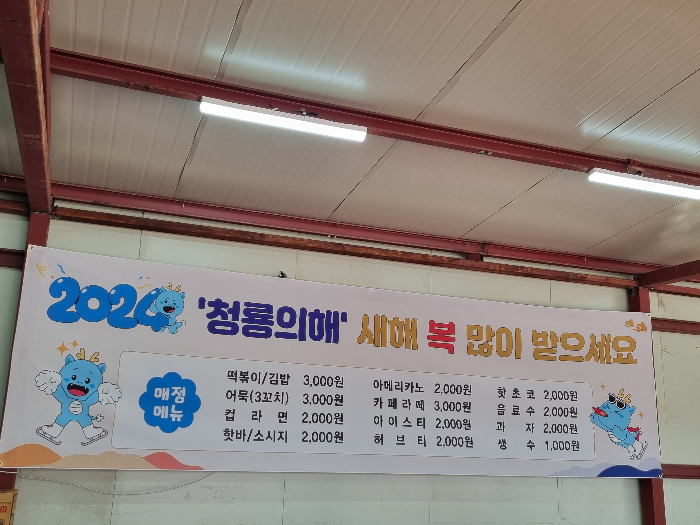 2024 '청룡의해' 새해 복 많이 받으세요
매점
메뉴
떡볶이/김밥 3,000원
어묵(3꼬치) 3,000원
컵 라 면 2,000원
핫바/소시지 2,000원
아메리카노 2,000원
카페라떼 3,000원
아이스티 2,000원
허 브 티 2,000원
핫 초 코 2,000원
음 료 수 2,000원
과 자 2,000원
생 수 1,000원